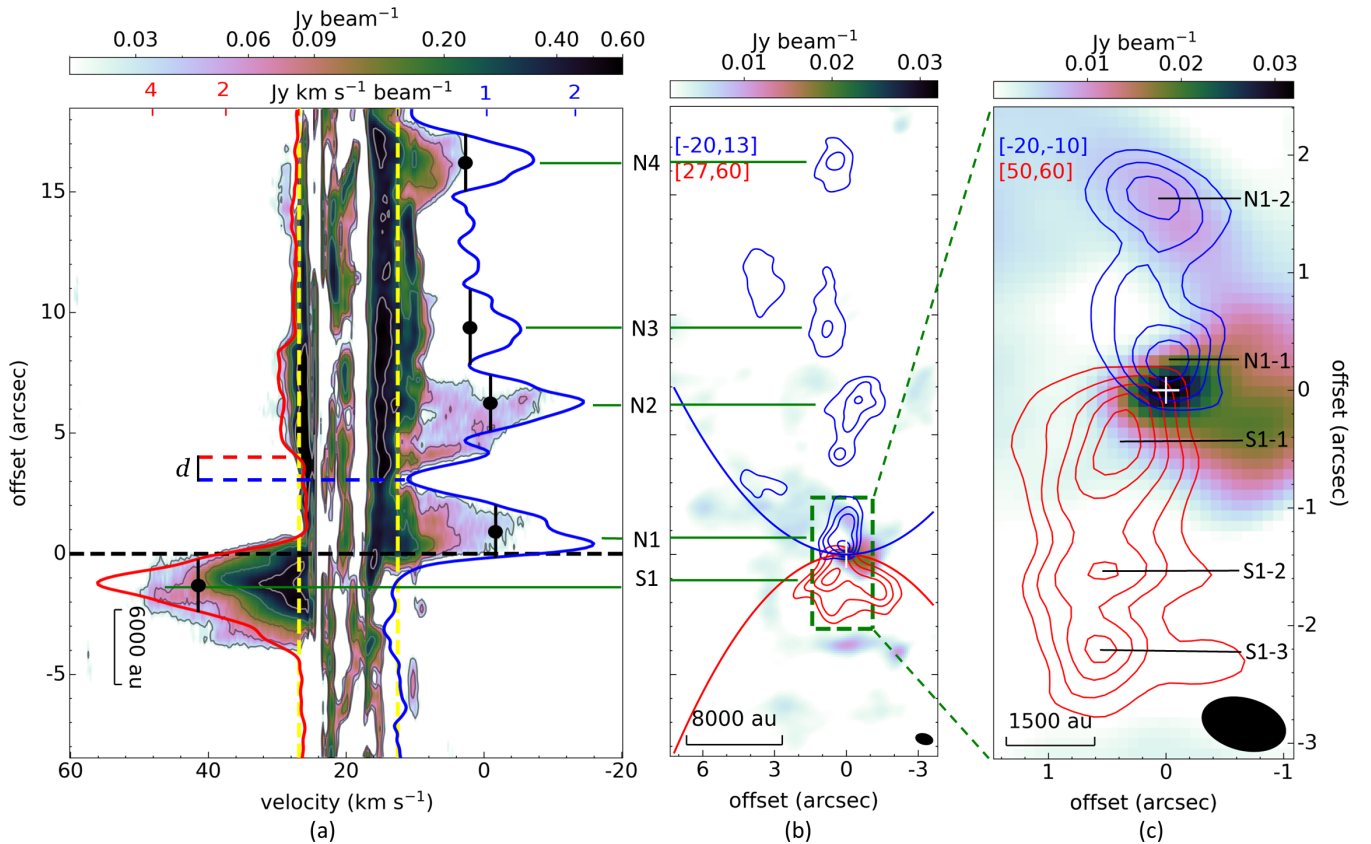 Jy beam⁻¹
0.03 0.06 0.09 0.20 0.40 0.60
4 2 Jy km s⁻¹ beam⁻¹ 1 2
15
10
5
0
-5
offset (arcsec)
d
6000 au
60 40 20 0 -20
velocity (km s⁻¹)
(a)
N4
N3
N2
N1
S1
Jy beam⁻¹
0.01 0.02 0.03
[-20,13]
[27,60]
8000 au
6 3 0 -3
offset (arcsec)
(b)
Jy beam⁻¹
0.01 0.02 0.03
[-20,-10]
[50,60]
N1-2
N1-1
S1-1
S1-2
S1-3
1500 au
2
1
0
-1
-2
-3
offset (arcsec)
1 0 -1
offset (arcsec)
(c)